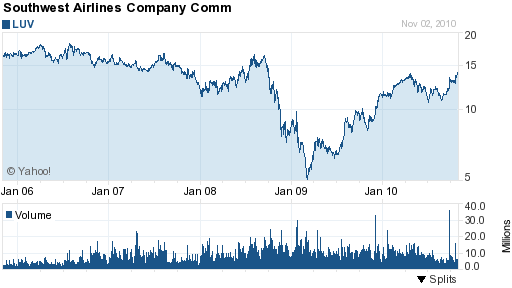 Southwest Airlines Company Comm
LUV
Nov 02, 2010
20
15
10
5
© Yahoo!
Jan 06 Jan 07 Jan 08 Jan 09 Jan 10
Volume
40.0
30.0
20.0
10.0
0.0
Millions
Splits